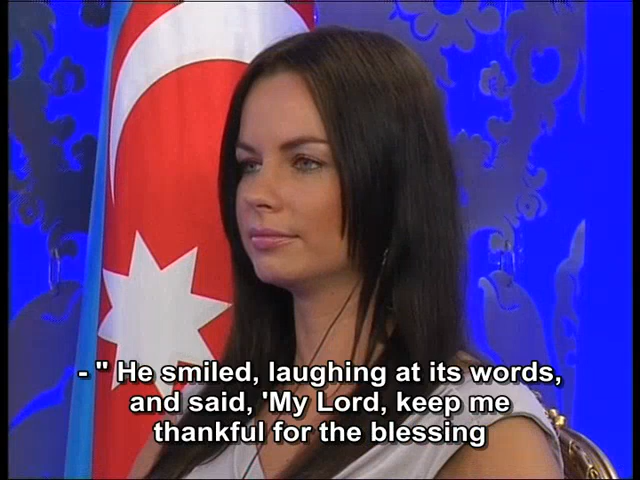 - " He smiled, laughing at its words,
and said, 'My Lord, keep me
thankful for the blessing